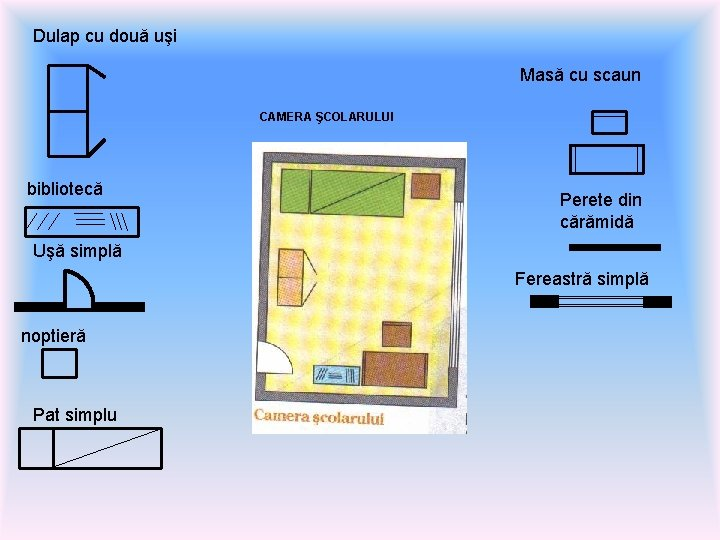 Dulap cu două uşi
Masă cu scaun
CAMERA ŞCOLARULUI
bibliotecă
Perete din
cărămidă
Uşă simplă
Fereastră simplă
noptieră
Pat simplu
Camera şcolarului